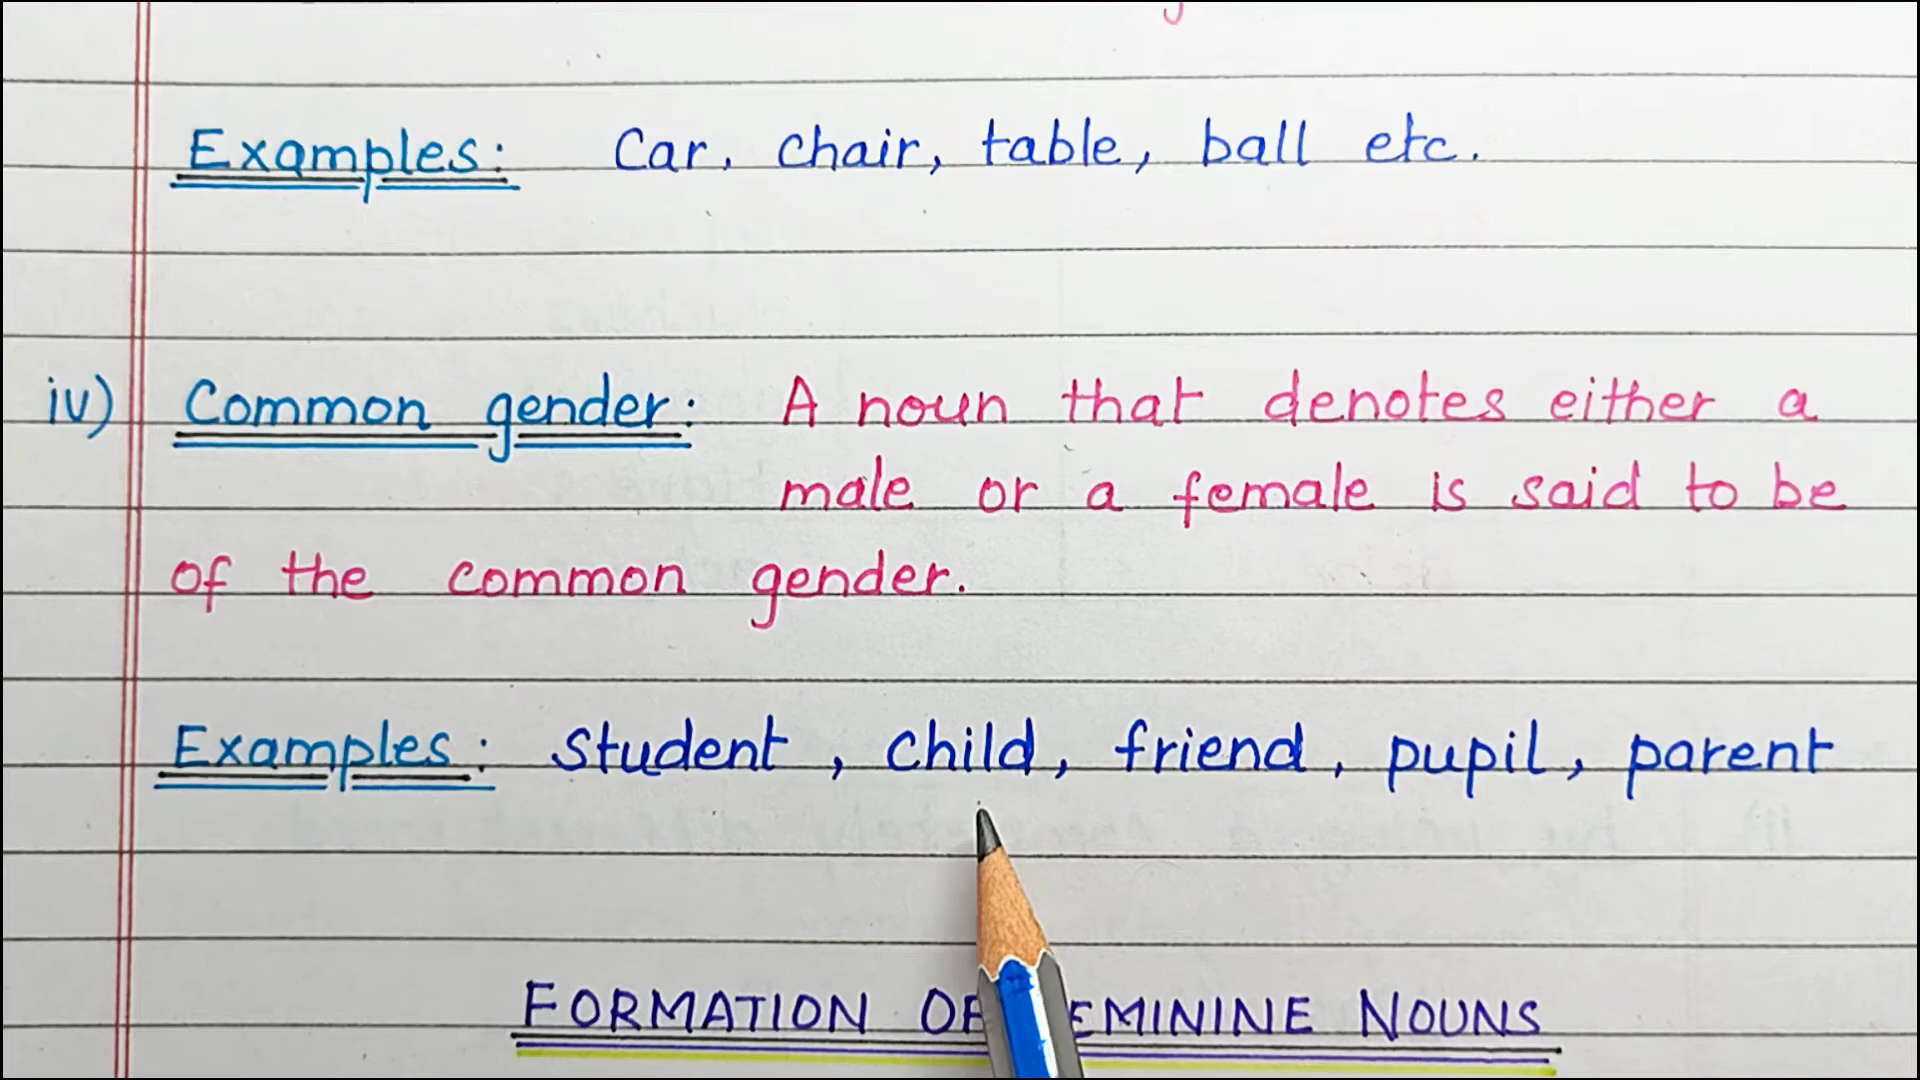 Examples: Car, chair, table, ball etc.
iv) Common gender: A noun that denotes either a
male or a female is said to be
of the common gender.
Examples: Student, child, friend, pupil, parent
FORMATION OF FEMININE NOUNS